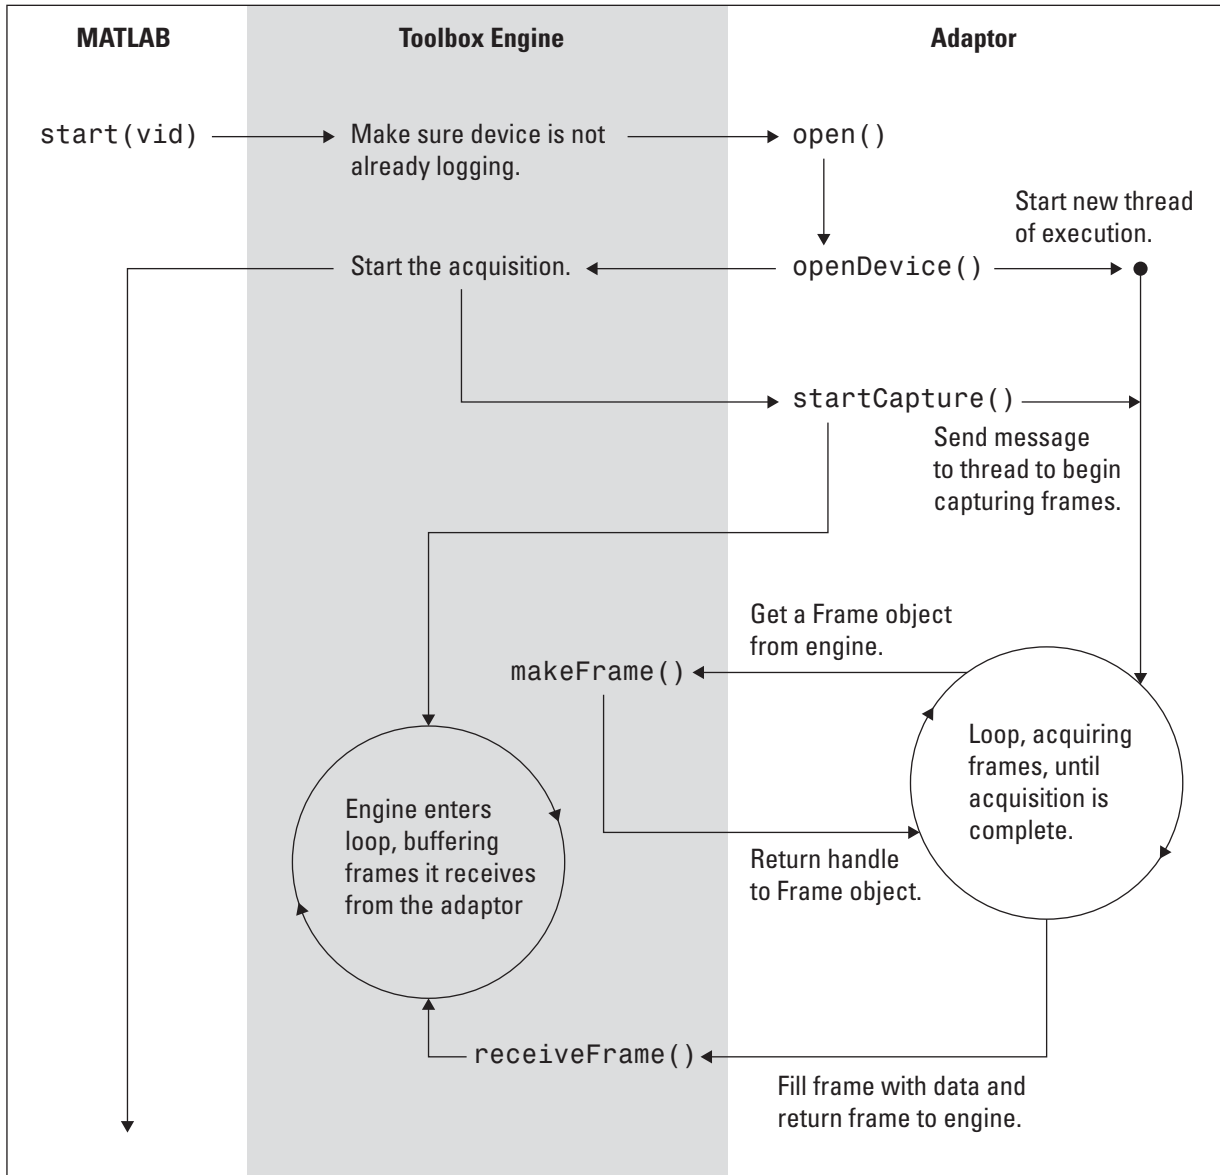 MATLAB
Toolbox Engine
Adaptor
start(vid)
Make sure device is not
already logging.
open()
Start new thread
of execution.
Start the acquisition.
openDevice()
startCapture()
Send message
to thread to begin
capturing frames.
Get a Frame object
from engine.
makeFrame()
Loop, acquiring
frames, until
acquisition is
complete.
Engine enters
loop, buffering
frames it receives
from the adaptor
Return handle
to Frame object.
receiveFrame()
Fill frame with data and
return frame to engine.